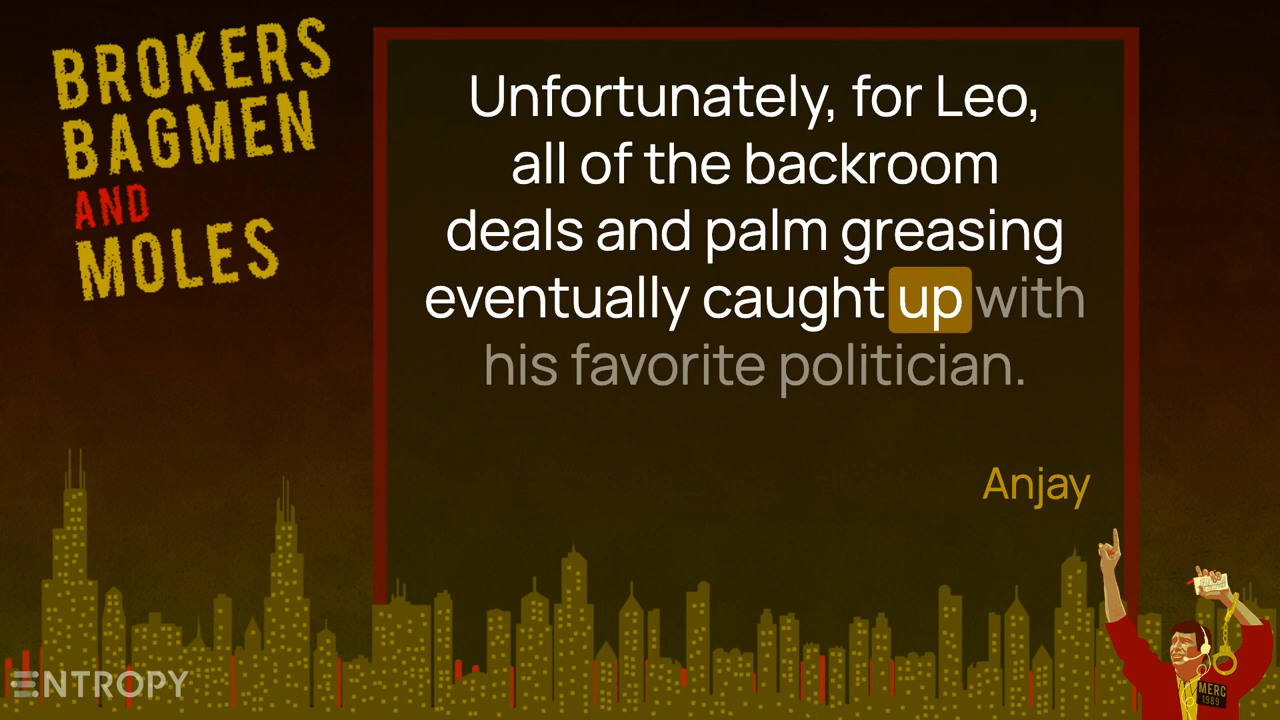 BROKERS
BAGMEN
AND
MOLES
Unfortunately, for Leo,
all of the backroom
deals and palm greasing
eventually caught up with
his favorite politician.
Anjay
ENTROPY
MERC
1989